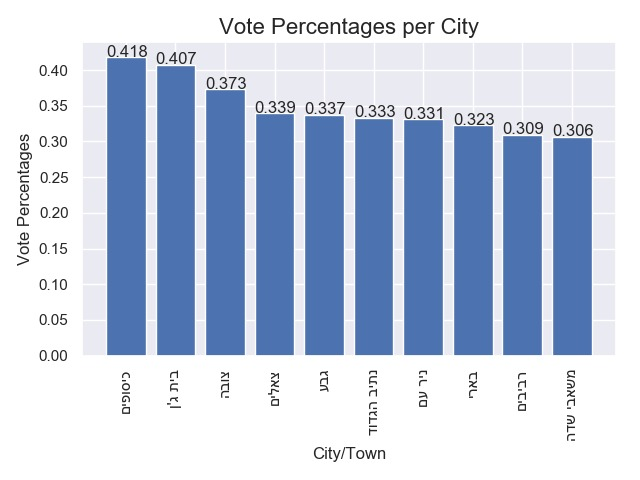 Vote Percentages per City
0.418
0.407
0.373
0.339
0.337
0.333
0.331
0.323
0.309
0.306
Vote Percentages
0.40
0.35
0.30
0.25
0.20
0.15
0.10
0.05
0.00
כיסופים
בית ג'ן
צובה
צאלים
גבע
נתיב הגדוד
ניר עם
בארי
רביבים
משאבי שדה
City/Town